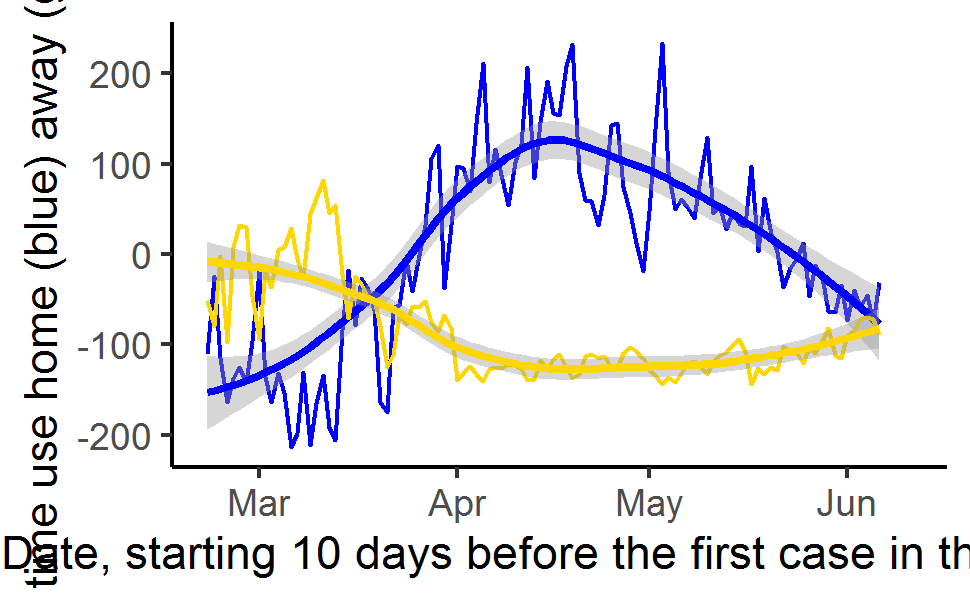 time use home (blue) away (
200
100
0
-100
-200
Mar Apr May Jun
Date, starting 10 days before the first case in th